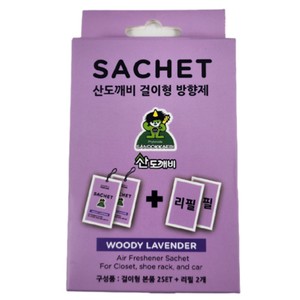 SACHET
산도깨비 걸이형 방향제
SANDOKKAEBI
산도깨비
SACHET
리필
+
WOODY LAVENDER
Air Freshener Sachet
For Closet, shoe rack, and car
구성품 : 걸이형 본품 2SET + 리필 2개